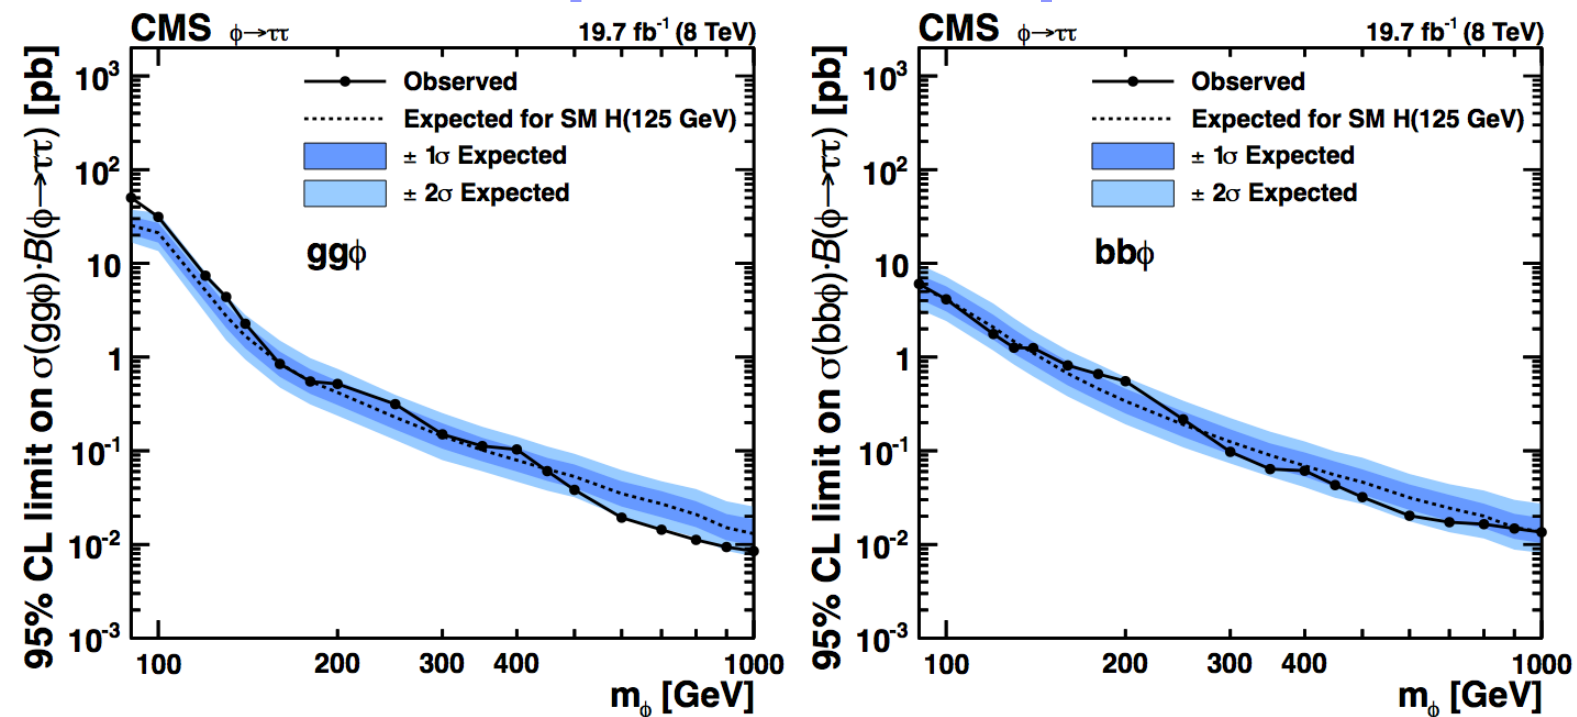 CMS ϕ→ττ 19.7 fb⁻¹ (8 TeV)
95% CL limit on σ(ggϕ)·B(ϕ→ττ) [pb]
10³
10²
10
1
10⁻¹
10⁻²
10⁻³
Observed
Expected for SM H(125 GeV)
± 1σ Expected
± 2σ Expected
ggϕ
100 200 300 400 1000
m_ϕ [GeV]
CMS ϕ→ττ 19.7 fb⁻¹ (8 TeV)
95% CL limit on σ(bbϕ)·B(ϕ→ττ) [pb]
10³
10²
10
1
10⁻¹
10⁻²
10⁻³
Observed
Expected for SM H(125 GeV)
± 1σ Expected
± 2σ Expected
bbϕ
100 200 300 400 1000
m_ϕ [GeV]